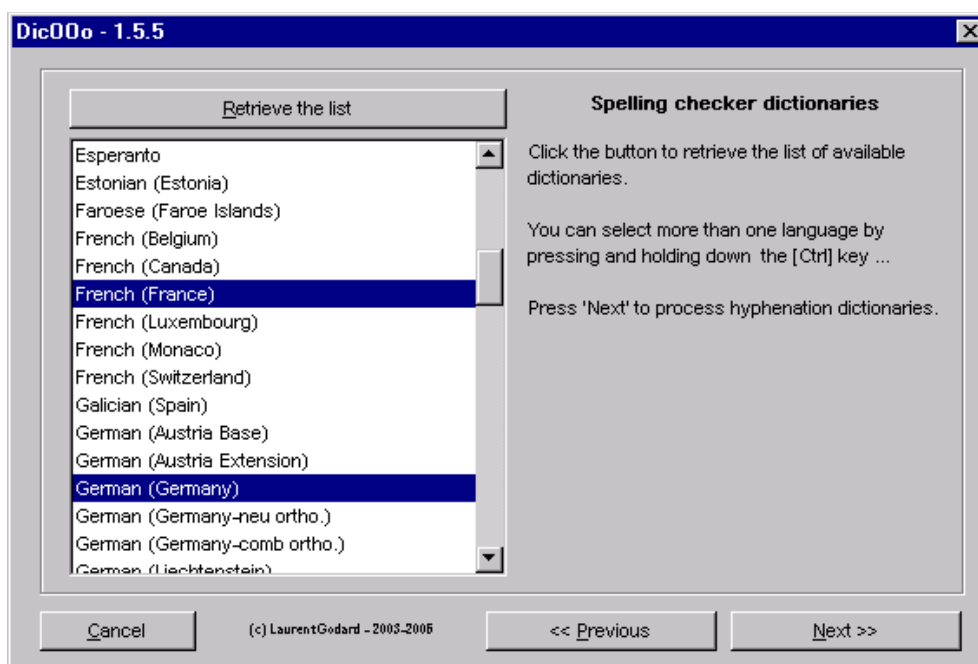 DicOOo - 1.5.5
Retrieve the list
Esperanto
Estonian (Estonia)
Faroese (Faroe Islands)
French (Belgium)
French (Canada)
French (France)
French (Luxembourg)
French (Monaco)
French (Switzerland)
Galician (Spain)
German (Austria Base)
German (Austria Extension)
German (Germany)
German (Germany-neu ortho.)
German (Germany-comb ortho.)
German (Liechtenstein)
Spelling checker dictionaries
Click the button to retrieve the list of available
dictionaries.
You can select more than one language by
pressing and holding down  the [Ctrl] key ...
Press 'Next' to process hyphenation dictionaries.
Cancel
(c) Laurent Godard - 2003-2005
<< Previous
Next >>